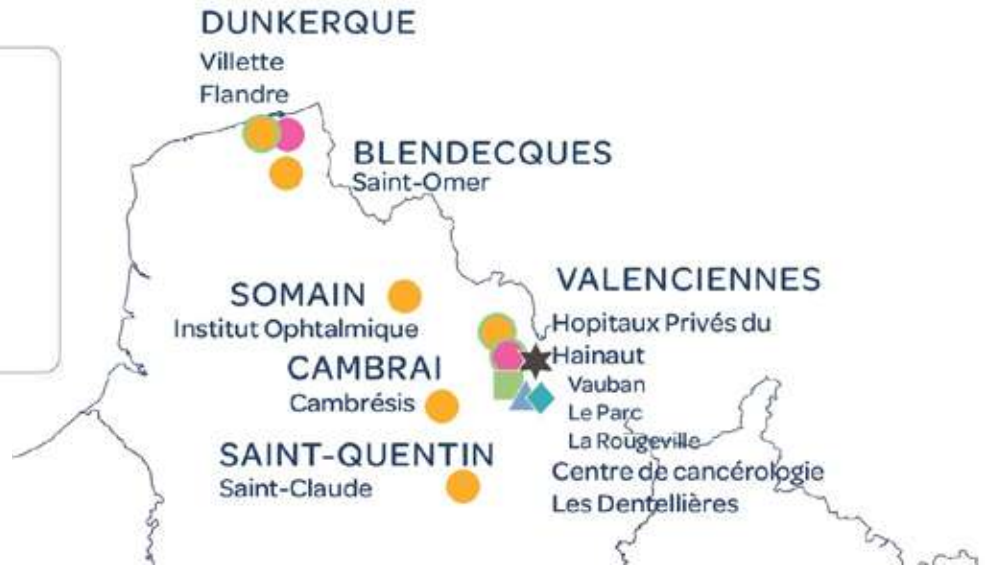 DUNKERQUE
Villette
Flandre
BLENDECQUES
Saint-Omer
SOMAIN
Institut Ophtalmique
CAMBRAI
Cambrésis
SAINT-QUENTIN
Saint-Claude
VALENCIENNES
Hopitaux Privés du
Hainaut
Vauban
Le Parc
La Rougeville
Centre de cancérologie
Les Dentellières